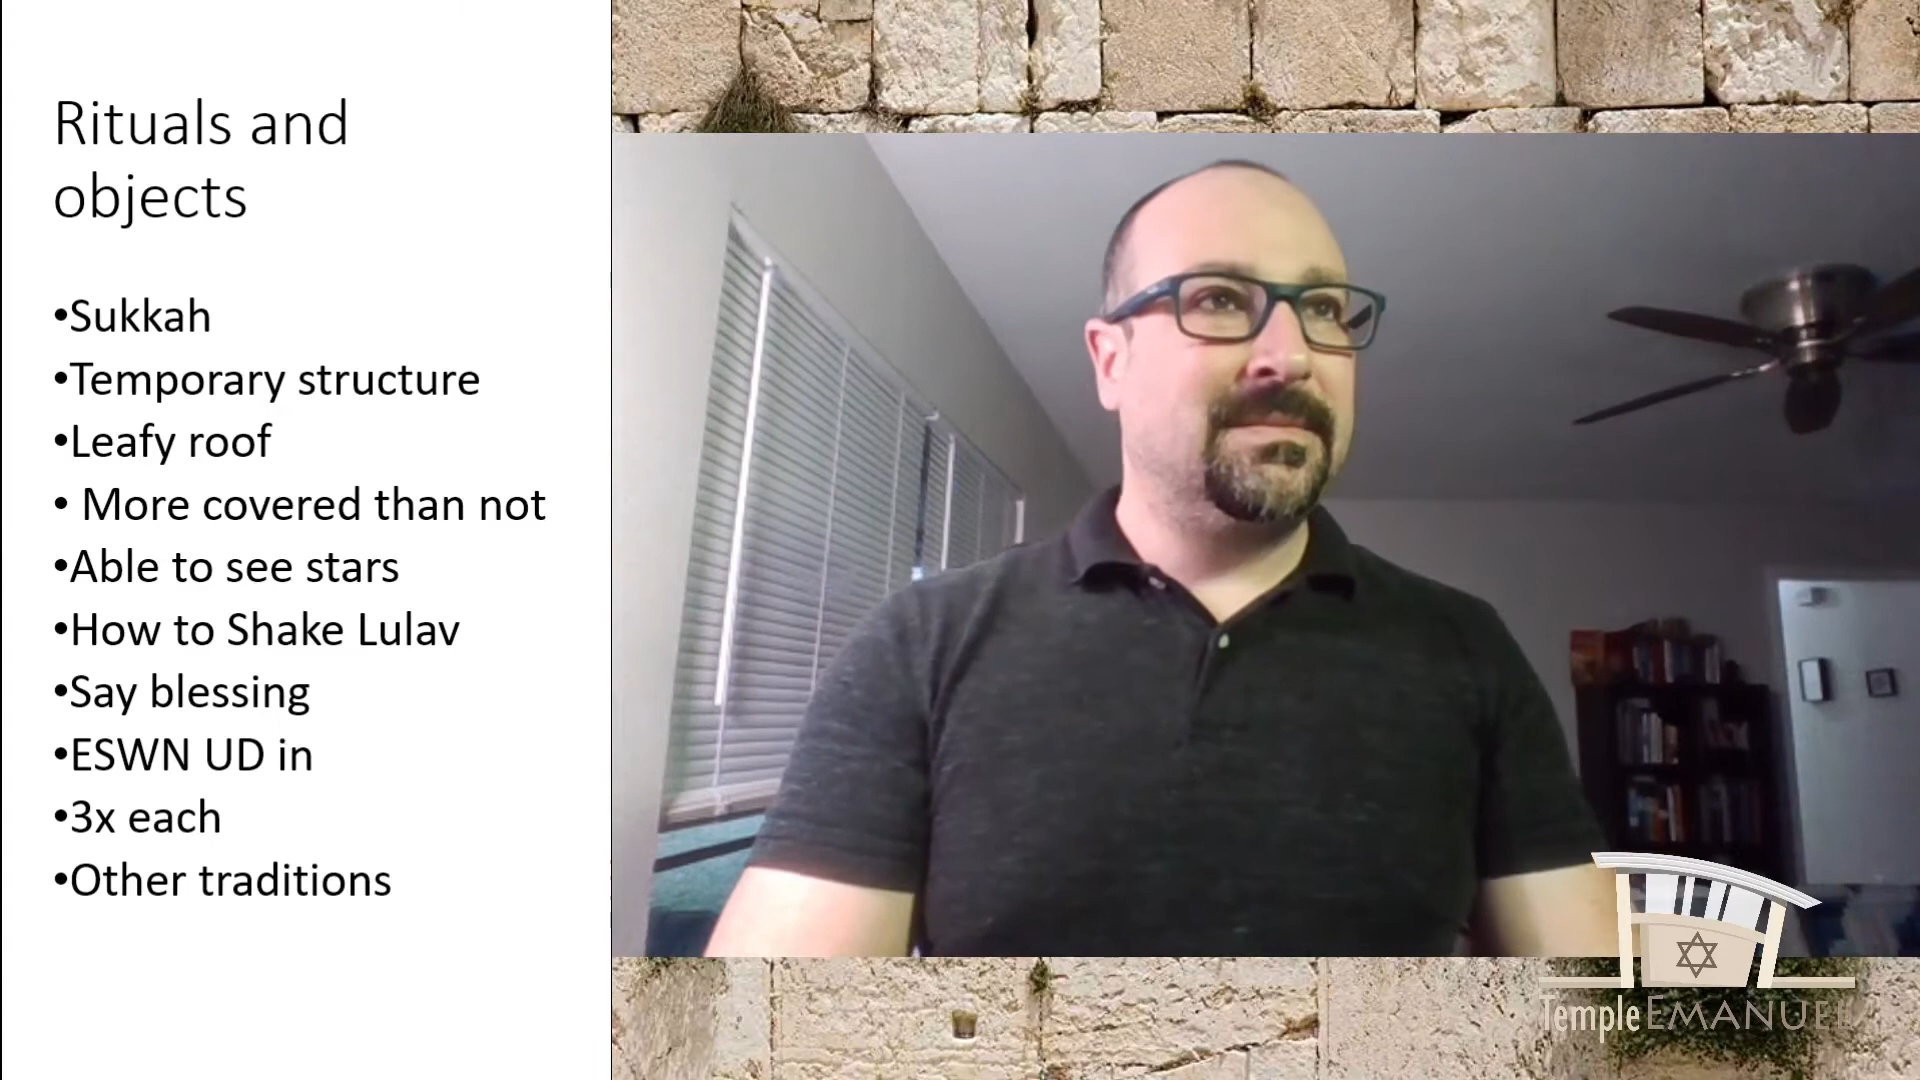 Rituals and
objects
•Sukkah
•Temporary structure
•Leafy roof
• More covered than not
•Able to see stars
•How to Shake Lulav
•Say blessing
•ESWN UD in
•3x each
•Other traditions
Temple EMANUEL